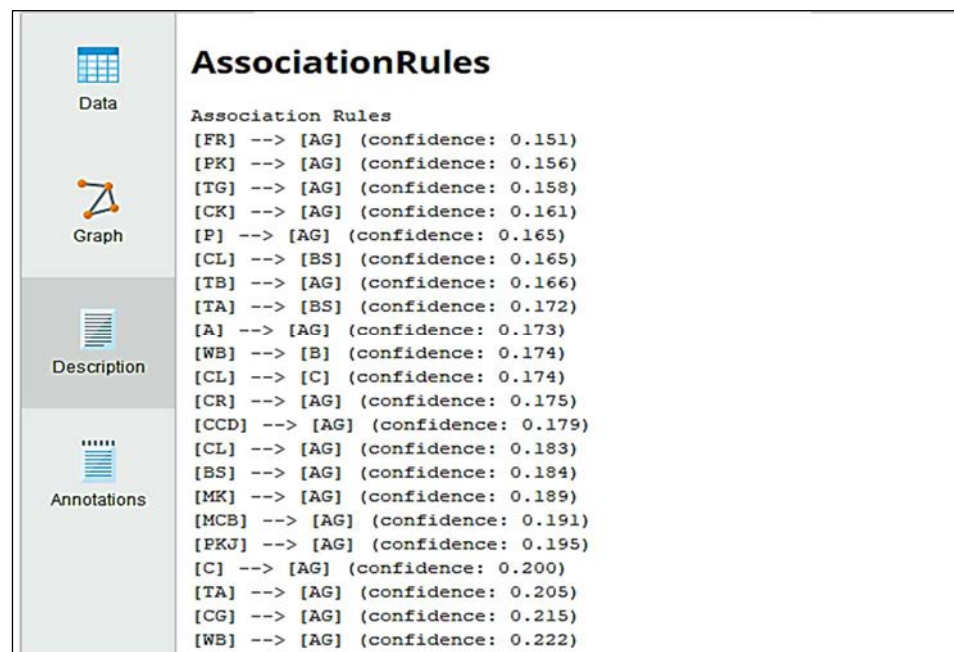 AssociationRules
Data
Association Rules
[FR] --> [AG] (confidence: 0.151)
[PK] --> [AG] (confidence: 0.156)
[TG] --> [AG] (confidence: 0.158)
[CK] --> [AG] (confidence: 0.161)
Graph
[P] --> [AG] (confidence: 0.165)
[CL] --> [BS] (confidence: 0.165)
[TB] --> [AG] (confidence: 0.166)
[TA] --> [BS] (confidence: 0.172)
[A] --> [AG] (confidence: 0.173)
[WB] --> [B] (confidence: 0.174)
Description
[CL] --> [C] (confidence: 0.174)
[CR] --> [AG] (confidence: 0.175)
[CCD] --> [AG] (confidence: 0.179)
[CL] --> [AG] (confidence: 0.183)
[BS] --> [AG] (confidence: 0.184)
[MK] --> [AG] (confidence: 0.189)
Annotations
[MCB] --> [AG] (confidence: 0.191)
[PKJ] --> [AG] (confidence: 0.195)
[C] --> [AG] (confidence: 0.200)
[TA] --> [AG] (confidence: 0.205)
[CG] --> [AG] (confidence: 0.215)
[WB] --> [AG] (confidence: 0.222)